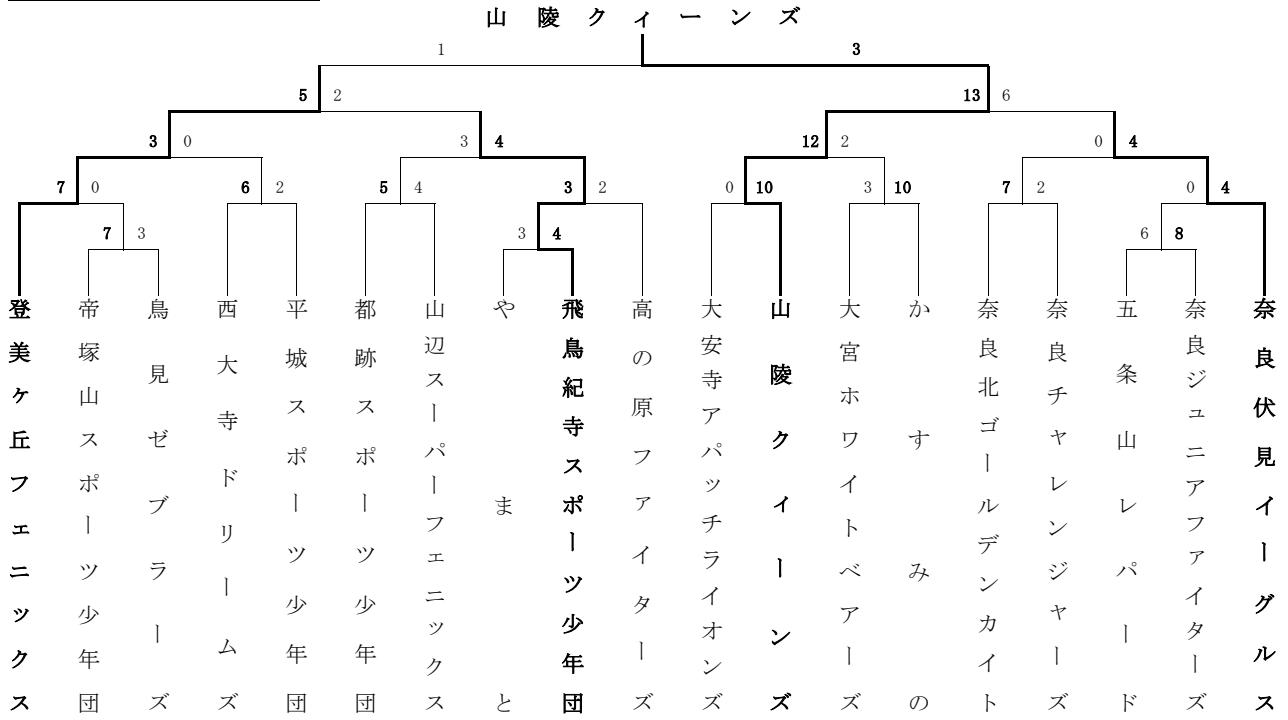 山陵クィーンズ
1 3
5 2 13 6
3 0 3 4 12 2 0 4
7 0 6 2 5 4 3 2 0 10 3 10 7 2 0 4
7 3 3 4 6 8
登美ヶ丘フェニックス
帝塚山スポーツ少年団
鳥見ゼブラーズ
西大寺ドリームズ
平城スポーツ少年団
都跡スポーツ少年団
山辺スーパーフェニックス
やまと
飛鳥紀寺スポーツ少年団
高の原ファイターズ
大安寺アパッチライオンズ
山陵クィーンズ
大宮ホワイトベアーズ
かすみの
奈良北ゴールデンカイト
奈良チャレンジャーズ
五条山レパード
奈良ジュニアファイターズ
奈良伏見イーグルス